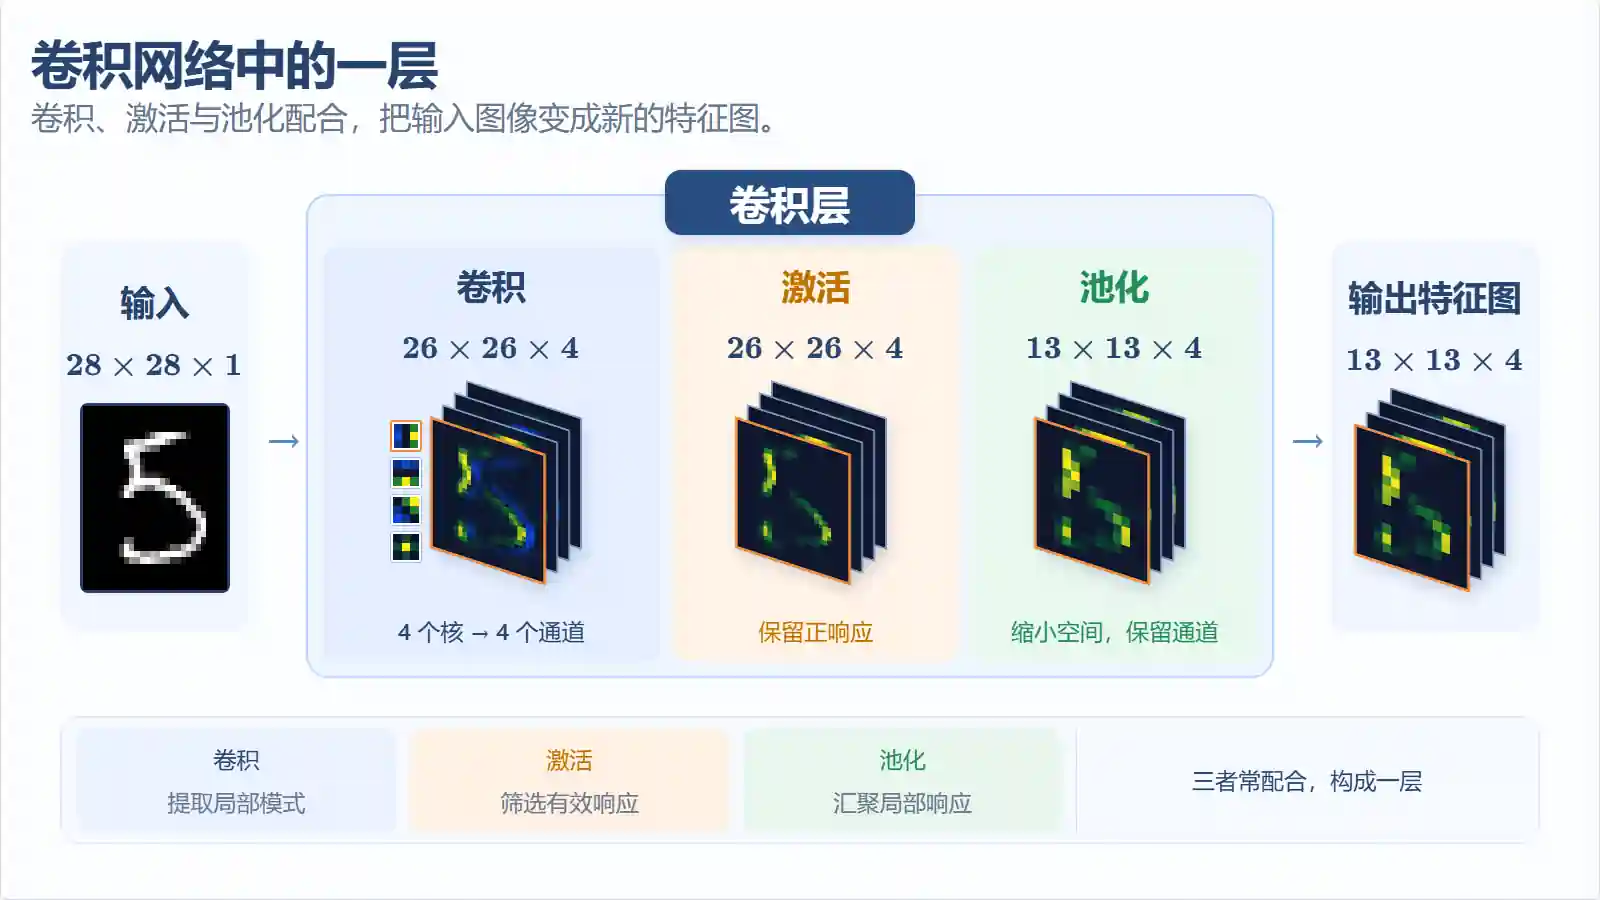 卷积网络中的一层
卷积、激活与池化配合，把输入图像变成新的特征图。
卷积层
输入
28 × 28 × 1
卷积
26 × 26 × 4
4 个核 → 4 个通道
激活
26 × 26 × 4
保留正响应
池化
13 × 13 × 4
缩小空间，保留通道
输出特征图
13 × 13 × 4
卷积
提取局部模式
激活
筛选有效响应
池化
汇聚局部响应
三者常配合，构成一层